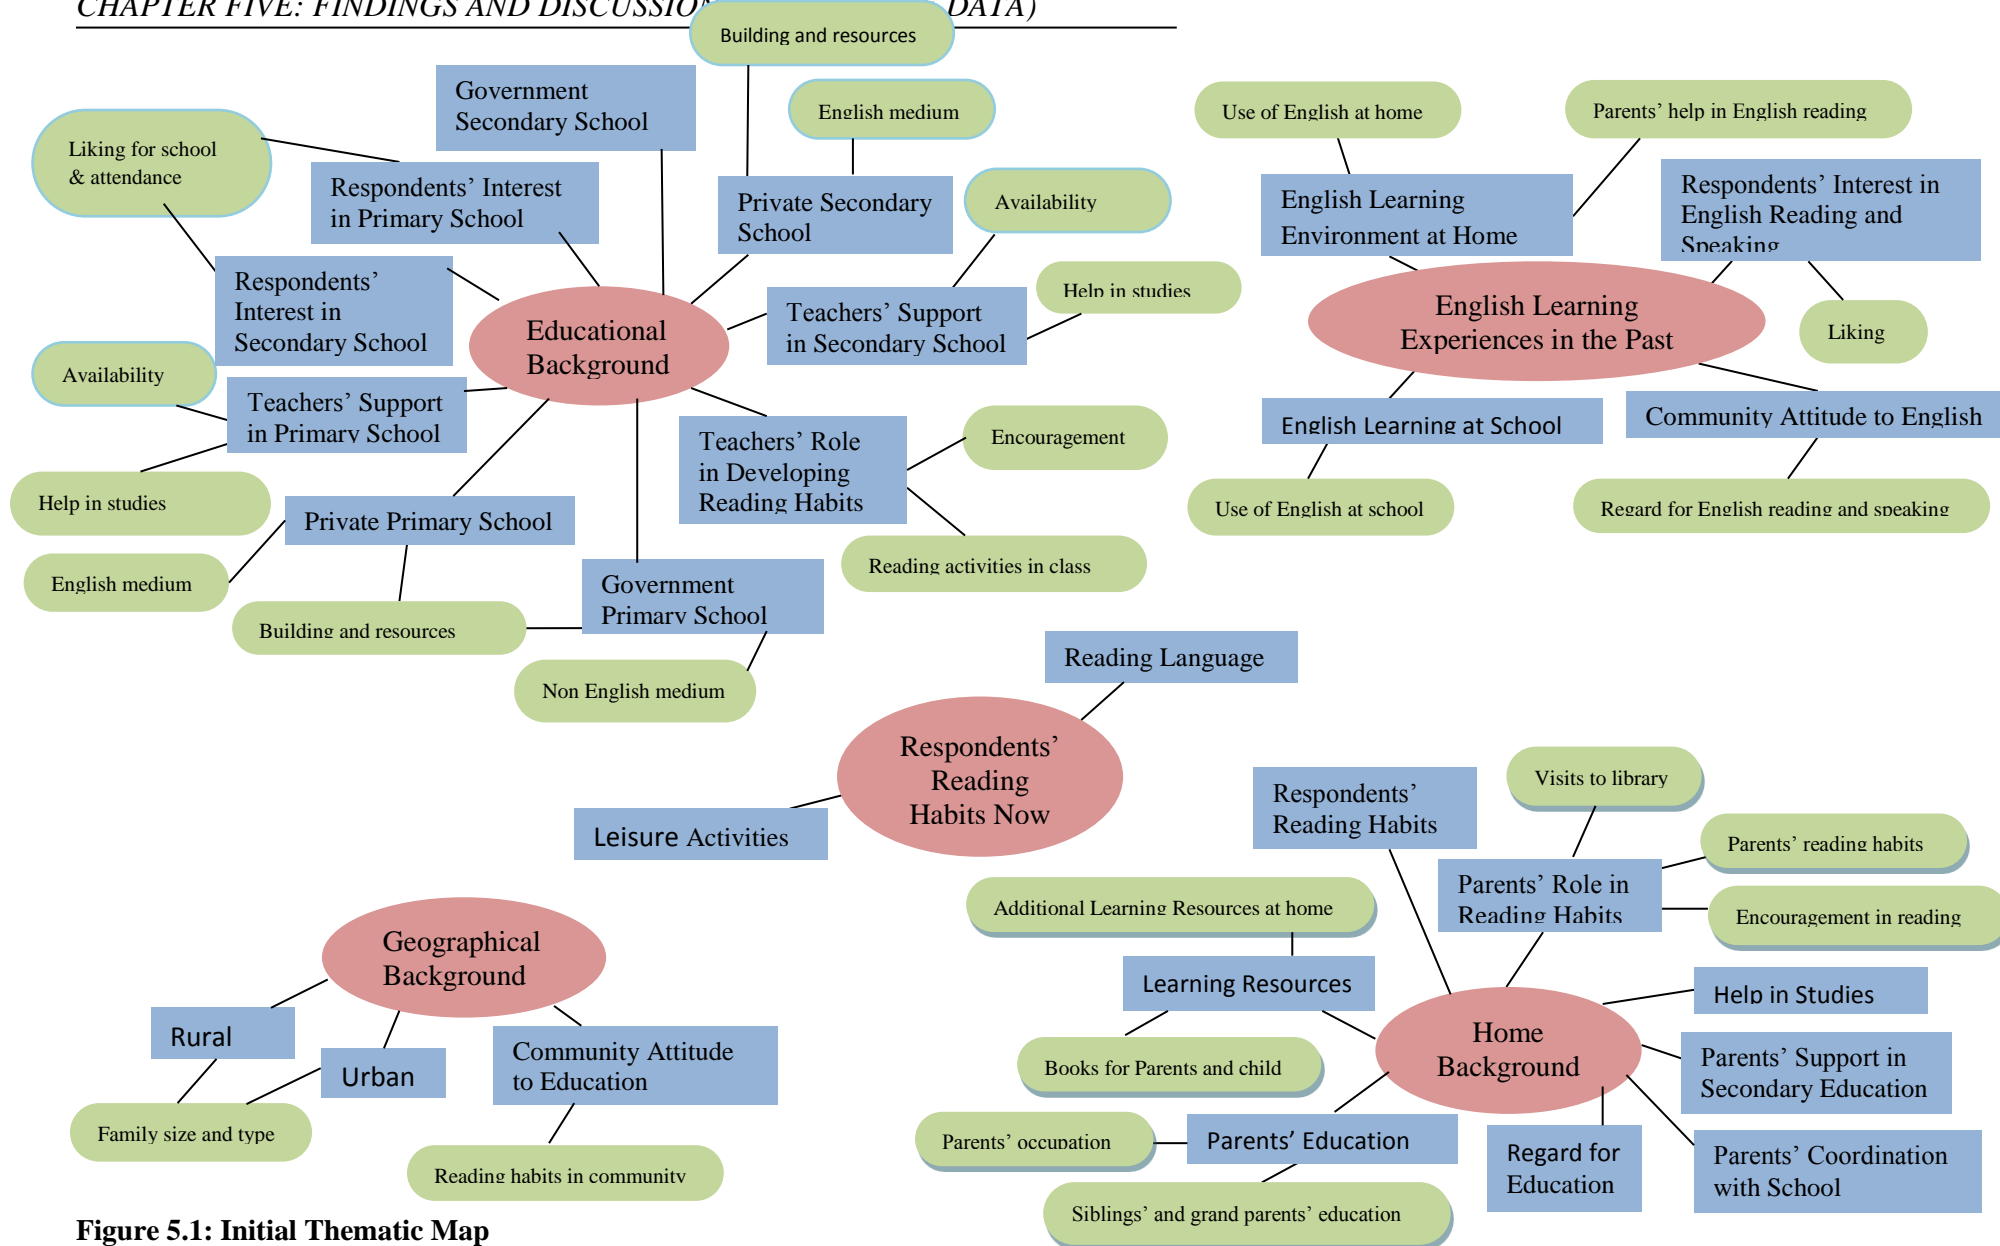 CHAPTER FIVE: FINDINGS AND DISCUSSION DATA)
Building and resources
Government
Secondary School
English medium
Liking for school
& attendance
Respondents’ Interest
in Primary School
Private Secondary
School
Availability
Respondents’
Interest in
Secondary School
Teachers’ Support
in Secondary School
Help in studies
Educational
Background
Availability
Teachers’ Support
in Primary School
Teachers’ Role
in Developing
Reading Habits
Encouragement
Help in studies
Private Primary School
Reading activities in class
English medium
Government
Primary School
Building and resources
Non English medium
Use of English at home
Parents’ help in English reading
English Learning
Environment at Home
Respondents’ Interest in
English Reading and
Speaking
English Learning
Experiences in the Past
Liking
English Learning at School
Community Attitude to English
Use of English at school
Regard for English reading and speaking
Reading Language
Respondents’
Reading
Habits Now
Leisure Activities
Geographical
Background
Rural
Urban
Community Attitude
to Education
Family size and type
Reading habits in community
Respondents’
Reading Habits
Visits to library
Parents’ reading habits
Parents’ Role in
Reading Habits
Encouragement in reading
Additional Learning Resources at home
Learning Resources
Help in Studies
Home
Background
Books for Parents and child
Parents’ Support in
Secondary Education
Parents’ occupation
Parents’ Education
Regard for
Education
Parents’ Coordination
with School
Siblings’ and grand parents’ education
Figure 5.1: Initial Thematic Map